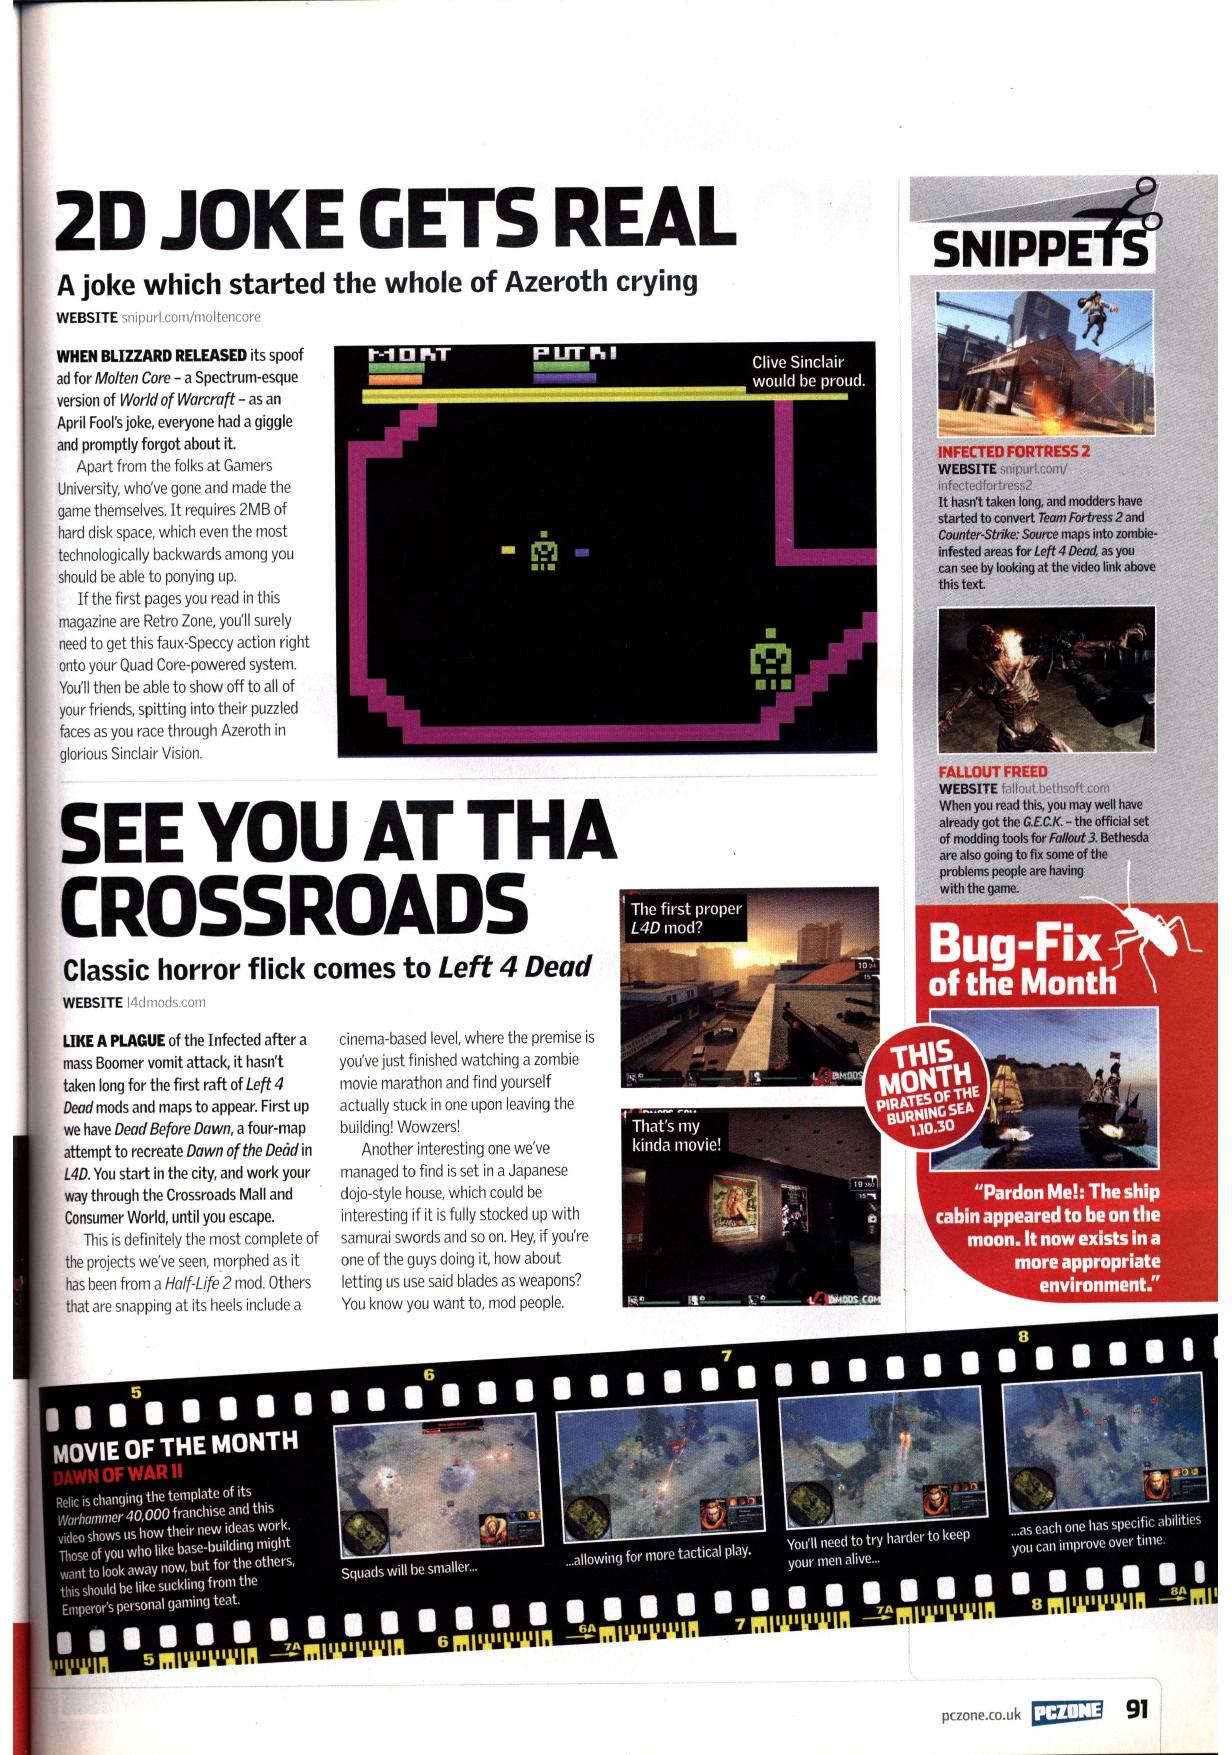 2D JOKE GETS REAL
A joke which started the whole of Azeroth crying
WEBSITE snipurl.com/moltencore
WHEN BLIZZARD RELEASED its spoof
ad for Molten Core – a Spectrum-esque
version of World of Warcraft – as an
April Fool's joke, everyone had a giggle
and promptly forgot about it.
Apart from the folks at Gamers
University, who've gone and made the
game themselves. It requires 2MB of
hard disk space, which even the most
technologically backwards among you
should be able to ponying up.
If the first pages you read in this
magazine are Retro Zone, you'll surely
need to get this faux-Speccy action right
onto your Quad Core-powered system.
You'll then be able to show off to all of
your friends, spitting into their puzzled
faces as you race through Azeroth in
glorious Sinclair Vision.
Clive Sinclair
would be proud.
SEE YOU AT THA
CROSSROADS
Classic horror flick comes to Left 4 Dead
WEBSITE l4dmods.com
LIKE A PLAGUE of the Infected after a
mass Boomer vomit attack, it hasn't
taken long for the first raft of Left 4
Dead mods and maps to appear. First up
we have Dead Before Dawn, a four-map
attempt to recreate Dawn of the Dead in
L4D. You start in the city, and work your
way through the Crossroads Mall and
Consumer World, until you escape.
This is definitely the most complete of
the projects we've seen, morphed as it
has been from a Half-Life 2 mod. Others
that are snapping at its heels include a
cinema-based level, where the premise is
you've just finished watching a zombie
movie marathon and find yourself
actually stuck in one upon leaving the
building! Wowzers!
Another interesting one we've
managed to find is set in a Japanese
dojo-style house, which could be
interesting if it is fully stocked up with
samurai swords and so on. Hey, if you're
one of the guys doing it, how about
letting us use said blades as weapons?
You know you want to, mod people.
The first proper
L4D mod?
That's my
kinda movie!
SNIPPETS
INFECTED FORTRESS 2
WEBSITE snipurl.com/
infectedfortress2
It hasn't taken long, and modders have
started to convert Team Fortress 2 and
Counter-Strike: Source maps into zombie-
infested areas for Left 4 Dead, as you
can see by looking at the video link above
this text.
FALLOUT FREED
WEBSITE fallout.bethsoft.com
When you read this, you may well have
already got the G.E.C.K. – the official set
of modding tools for Fallout 3. Bethesda
are also going to fix some of the
problems people are having
with the game.
Bug-Fix
of the Month
THIS
MONTH
PIRATES OF THE
BURNING SEA
1.10.30
"Pardon Me!: The ship
cabin appeared to be on the
moon. It now exists in a
more appropriate
environment."
5
6
7
8
MOVIE OF THE MONTH
DAWN OF WAR II
Relic is changing the template of its
Warhammer 40,000 franchise and this
video shows us how their new ideas work.
Those of you who like base-building might
want to look away now, but for the others,
this should be like suckling from the
Emperor's personal gaming teat.
Squads will be smaller...
...allowing for more tactical play.
You'll need to try harder to keep
your men alive...
...as each one has specific abilities
you can improve over time.
5
7A
6
6A
7
7A
8
8A
pczone.co.uk PCZONE 91